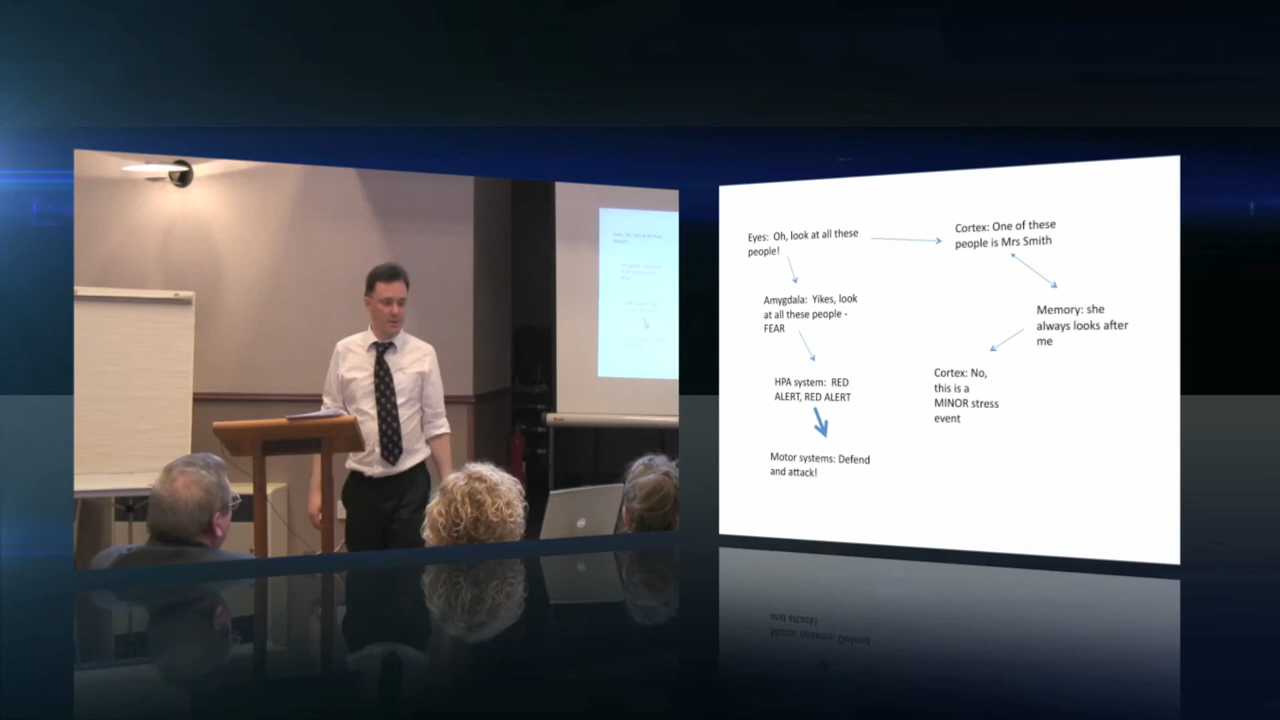 Eyes: Oh, look at all these
people!
Amygdala: Yikes, look
at all these people -
FEAR
HPA system: RED
ALERT, RED ALERT
Motor systems: Defend
and attack!
Cortex: One of these
people is Mrs Smith
Memory: she
always looks after
me
Cortex: No,
this is a
MINOR stress
event